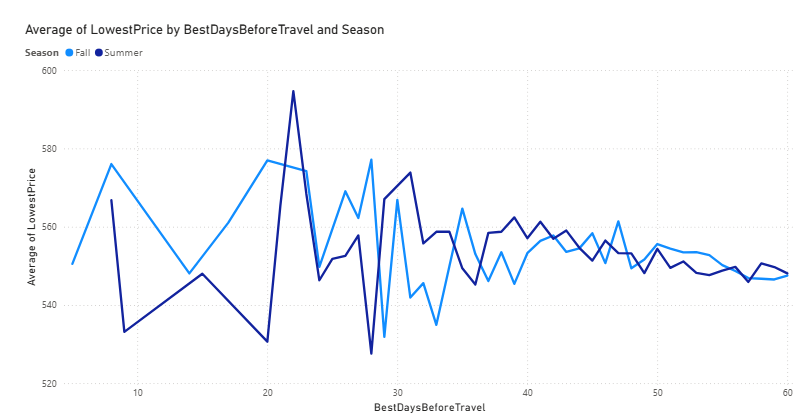 Average of LowestPrice by BestDaysBeforeTravel and Season
Season Fall Summer
Average of LowestPrice
600
580
560
540
520
10 20 30 40 50 60
BestDaysBeforeTravel